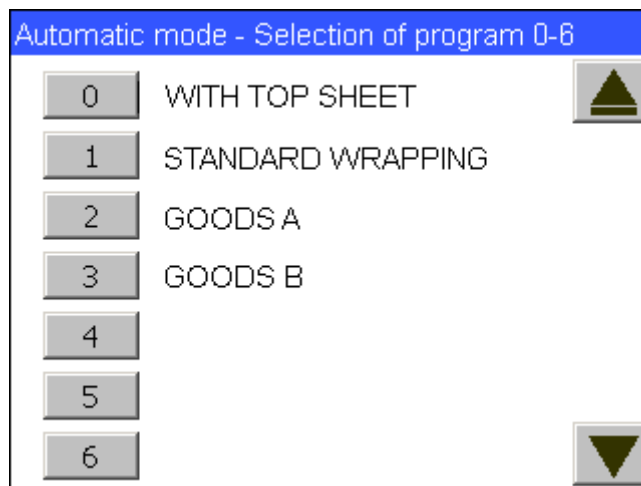 Automatic mode - Selection of program 0-6
0 WITH TOP SHEET
1 STANDARD WRAPPING
2 GOODS A
3 GOODS B
4
5
6